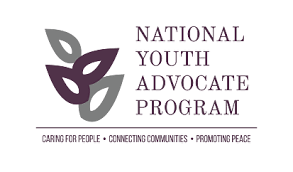 NATIONAL
YOUTH
ADVOCATE
PROGRAM
CARING FOR PEOPLE • CONNECTING COMMUNITIES • PROMOTING PEACE